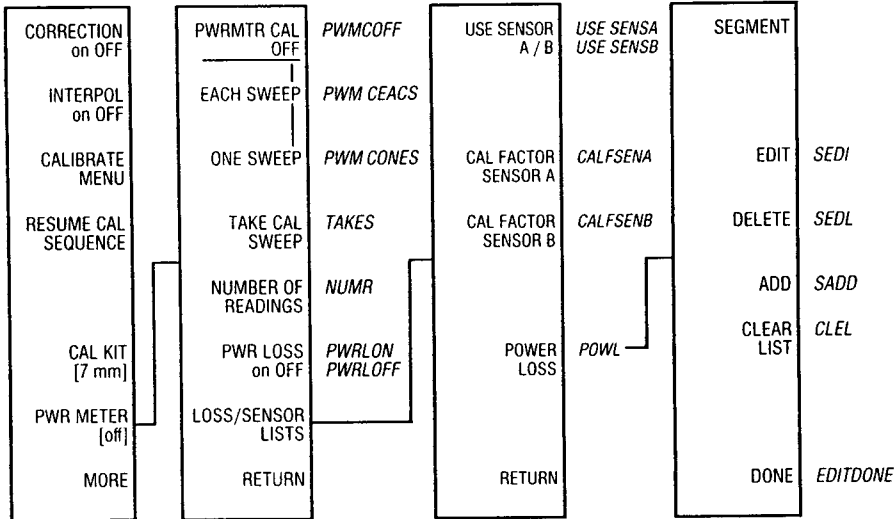 CORRECTION
on OFF
INTERPOL
on OFF
CALIBRATE
MENU
RESUME CAL
SEQUENCE
CAL KIT
[7 mm]
PWR METER
[off]
MORE
PWRMTR CAL PWMCOFF
OFF
EACH SWEEP PWM CEACS
ONE SWEEP PWM CONES
TAKE CAL TAKES
SWEEP
NUMBER OF NUMR
READINGS
PWR LOSS PWRLON
on OFF PWRLOFF
LOSS/SENSOR
LISTS
RETURN
USE SENSOR USE SENSA
A / B USE SENSB
CAL FACTOR CALFSENA
SENSOR A
CAL FACTOR CALFSENB
SENSOR B
POWER POWL
LOSS
RETURN
SEGMENT
EDIT SEDI
DELETE SEDL
ADD SADD
CLEAR CLEL
LIST
DONE EDITDONE